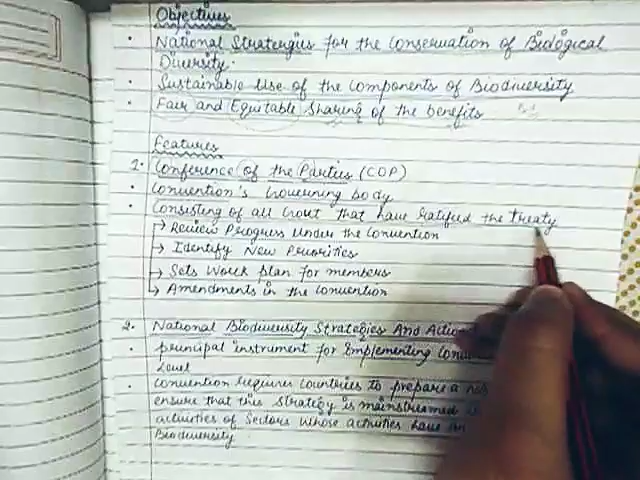 Objectives
• National Stratergies for the Conservation of Biological
Diversity.
• Sustainable Use of the Components of Biodiversity
• Fair and Equitable Sharing of the benefits
Features
1. Conference of the Parties (COP)
• Convention's Governing body
• Consisting of all Govt that have ratified the treaty
→ Review Progress Under the Convention
→ Identify New Priorities
→ Sets Work plan for members
→ Amendments in the Convention
2. National Biodiversity Strategies And Action
• principal instrument for Implementing
Level
• Convention requires countries to prepare a
ensure that this strategy is mainstreamed
activities of Sectors whose activities have
Biodiversity